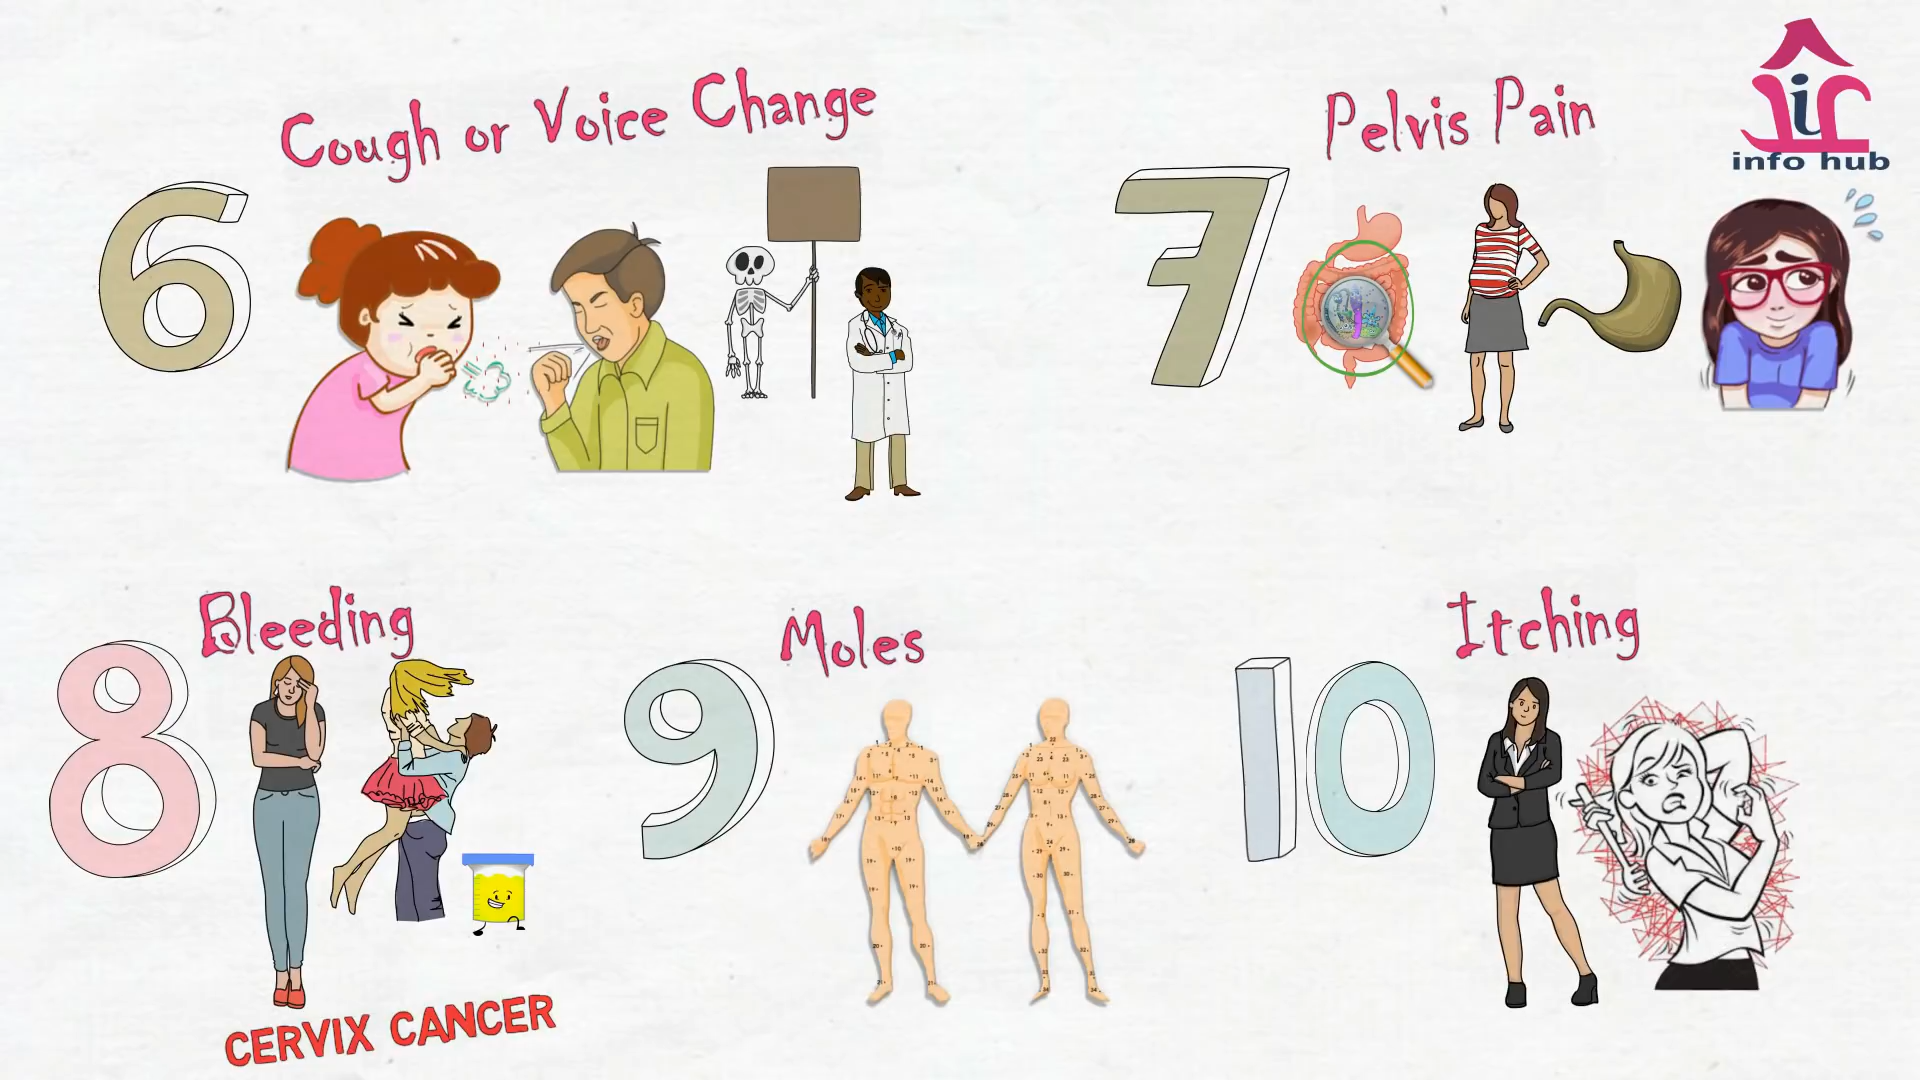 Cough or Voice Change
Pelvis Pain
i
info hub
6
7
Bleeding
Moles
Itching
8
9
10
CERVIX CANCER